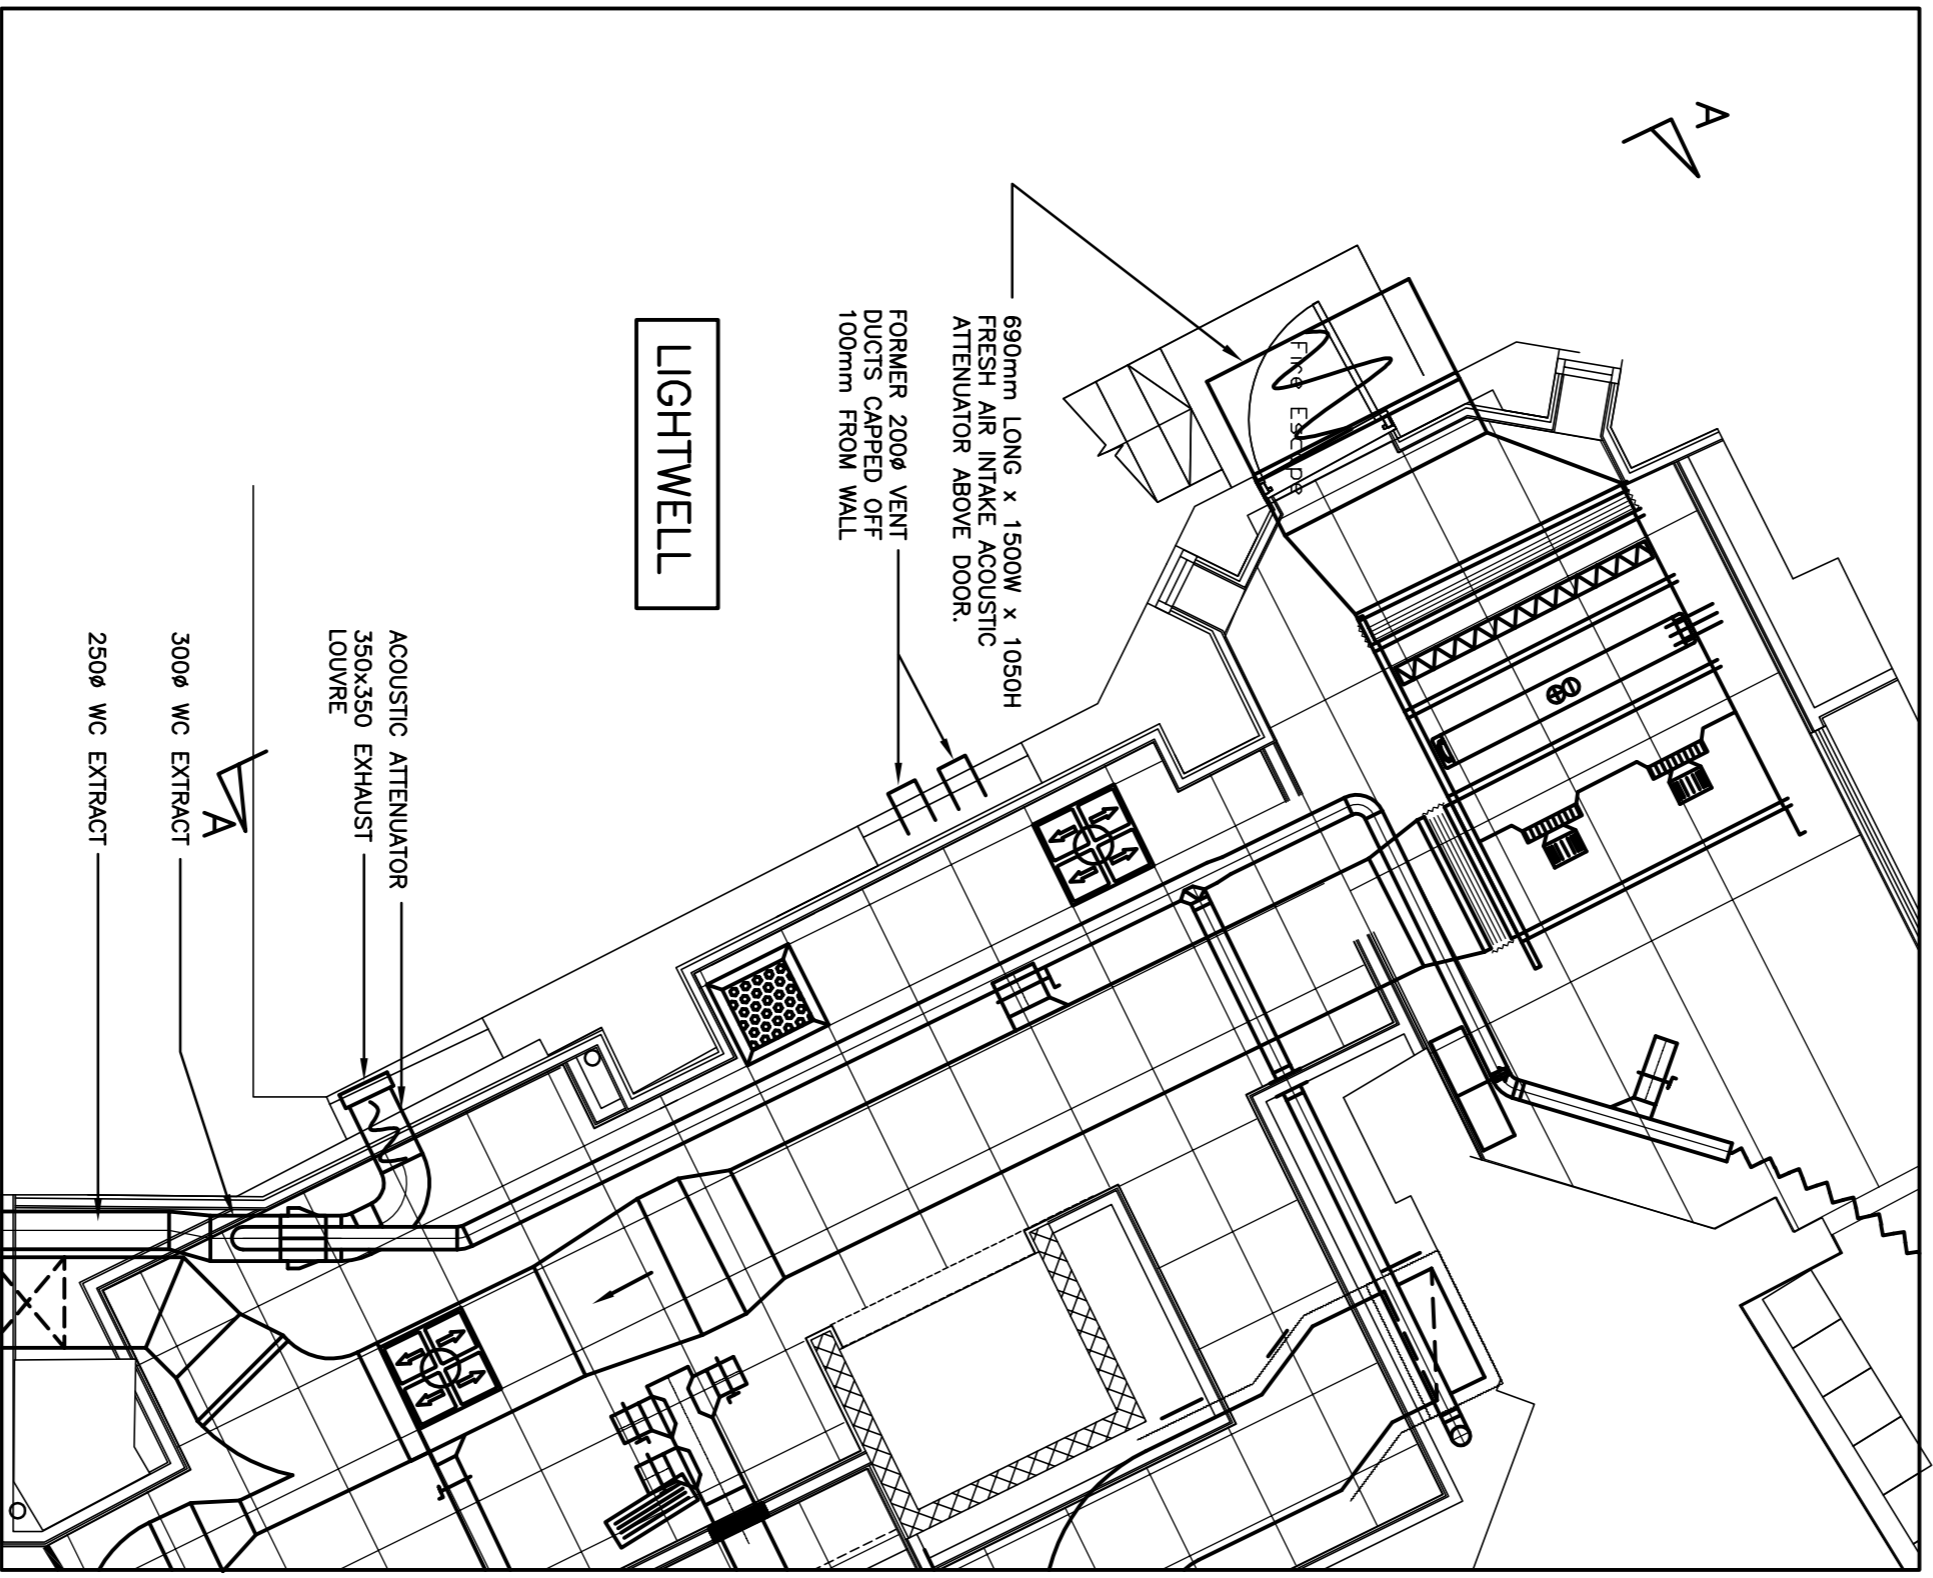 A
690mm LONG x 1500W x 1050H
FRESH AIR INTAKE ACOUSTIC
ATTENUATOR ABOVE DOOR.
Fire Escape
FORMER 200ø VENT
DUCTS CAPPED OFF
100mm FROM WALL
LIGHTWELL
ACOUSTIC ATTENUATOR
350x350 EXHAUST
LOUVRE
300ø WC EXTRACT
250ø WC EXTRACT
A